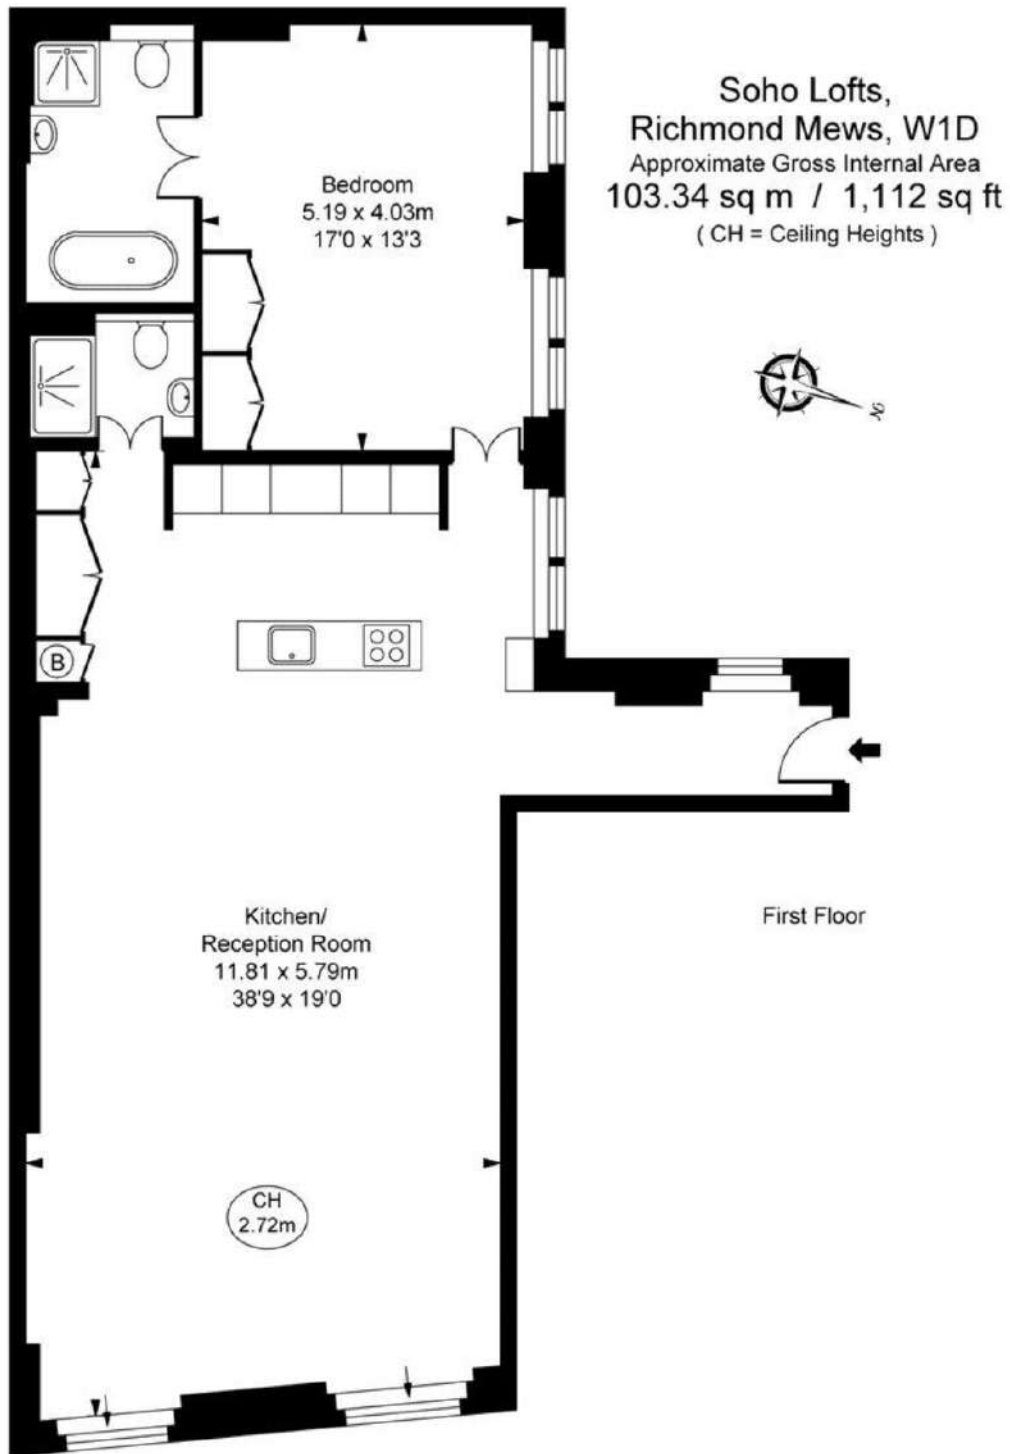 Soho Lofts,
Richmond Mews, W1D
Approximate Gross Internal Area
103.34 sq m / 1,112 sq ft
( CH = Ceiling Heights )
Bedroom
5.19 x 4.03m
17'0 x 13'3
N
B
Kitchen/
Reception Room
11.81 x 5.79m
38'9 x 19'0
First Floor
CH
2.72m